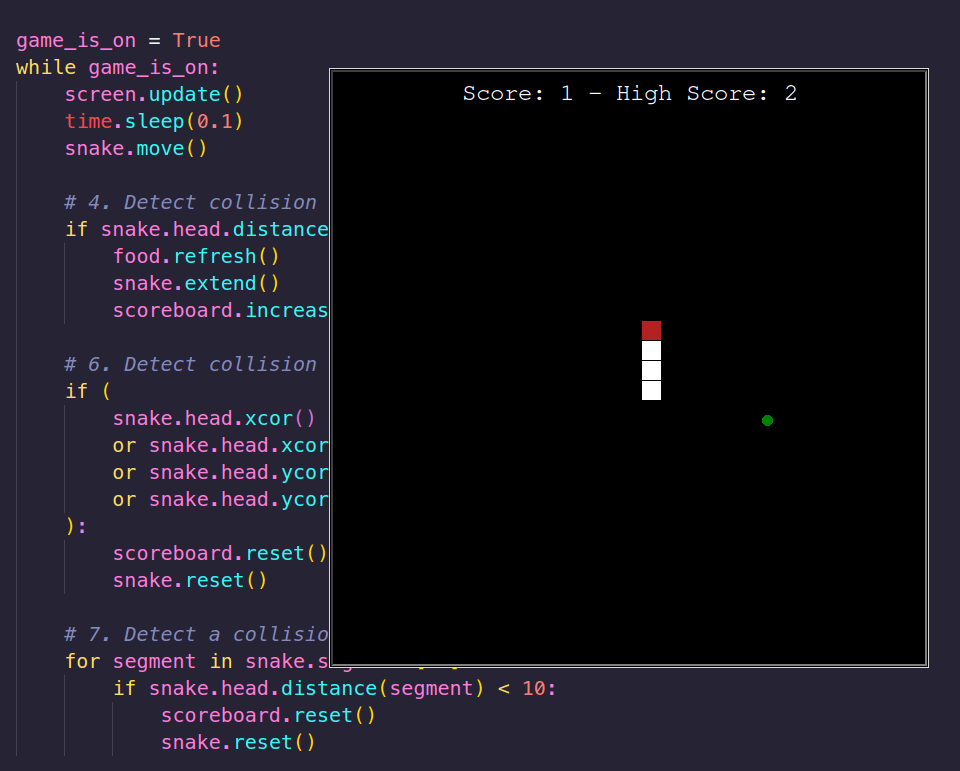 game_is_on = True
while game_is_on:
screen.update()
time.sleep(0.1)
snake.move()
Score: 1 – High Score: 2
# 4. Detect collision
if snake.head.distance
food.refresh()
snake.extend()
scoreboard.increas
# 6. Detect collision
if (
snake.head.xcor()
or snake.head.xcor
or snake.head.ycor
or snake.head.ycor
):
scoreboard.reset()
snake.reset()
# 7. Detect a collisio
for segment in snake.s
if snake.head.distance(segment) < 10:
scoreboard.reset()
snake.reset()